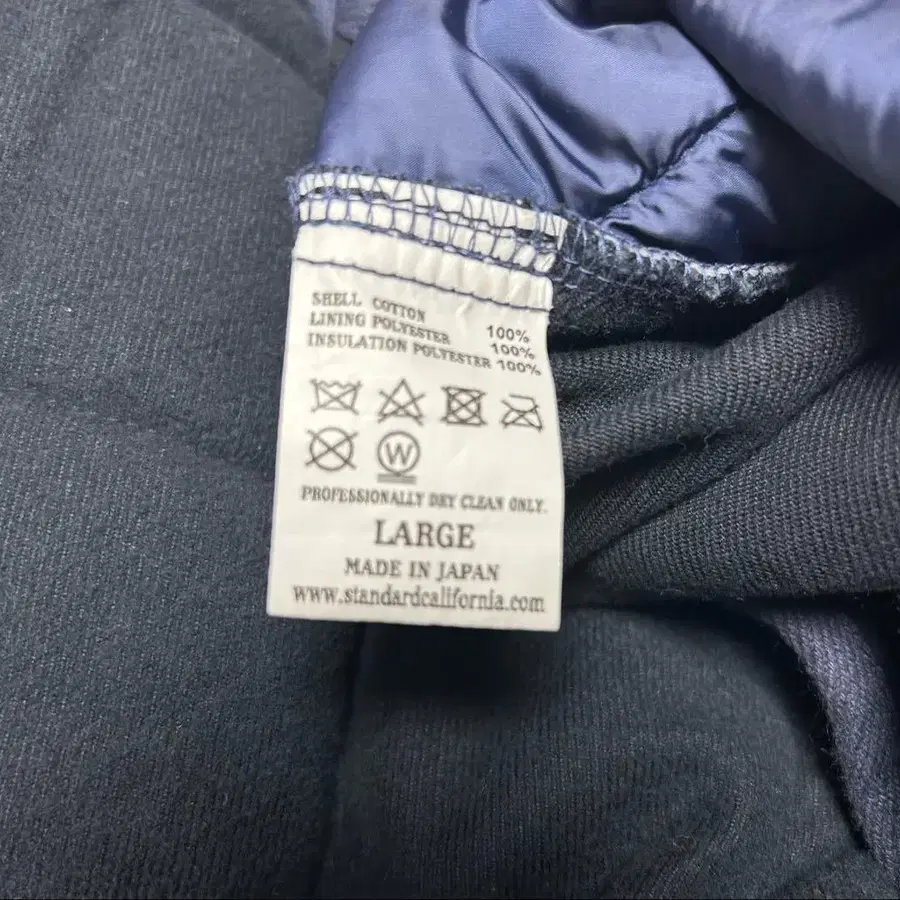 SHELL COTTON 100%
LINING POLYESTER 100%
INSULATION POLYESTER 100%
W
PROFESSIONALLY DRY CLEAN ONLY.
LARGE
MADE IN JAPAN
www.standardcalifornia.com